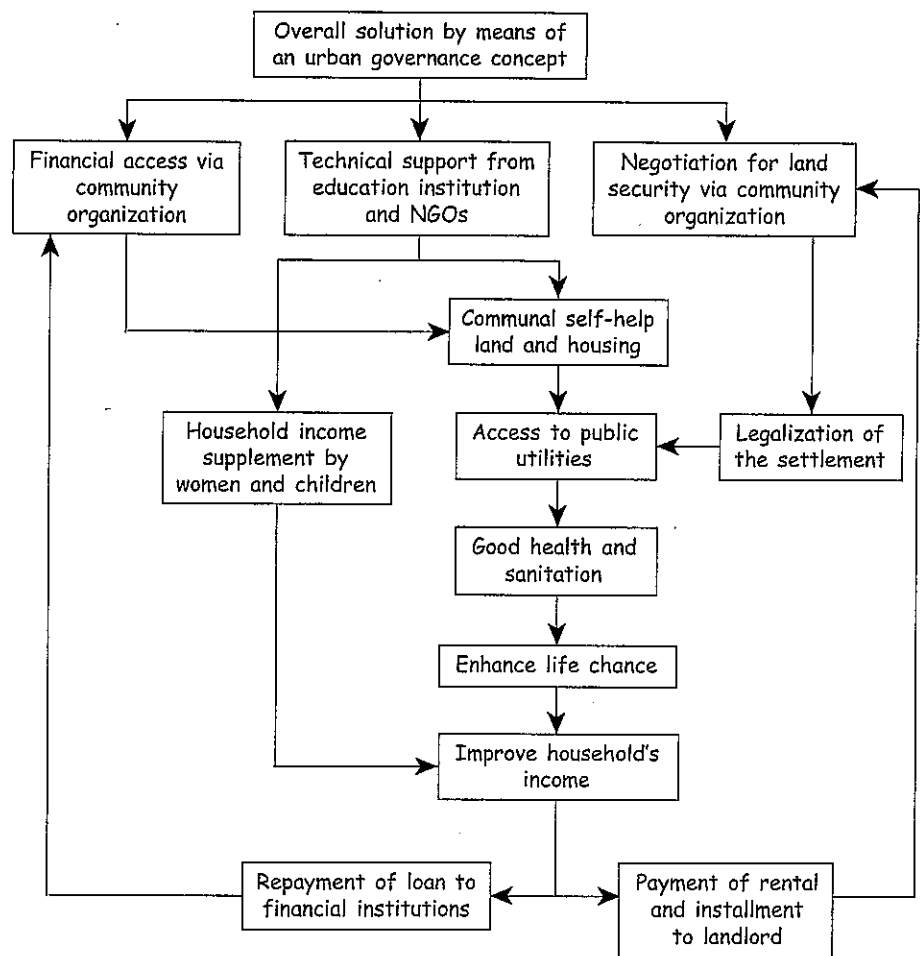 Overall solution by means of
an urban governance concept
Financial access via
community
organization
Technical support from
education institution
and NGOs
Negotiation for land
security via community
organization
Communal self-help
land and housing
Household income
supplement by
women and children
Access to public
utilities
Legalization of
the settlement
Good health and
sanitation
Enhance life chance
Improve household's
income
Repayment of loan to
financial institutions
Payment of rental
and installment
to landlord